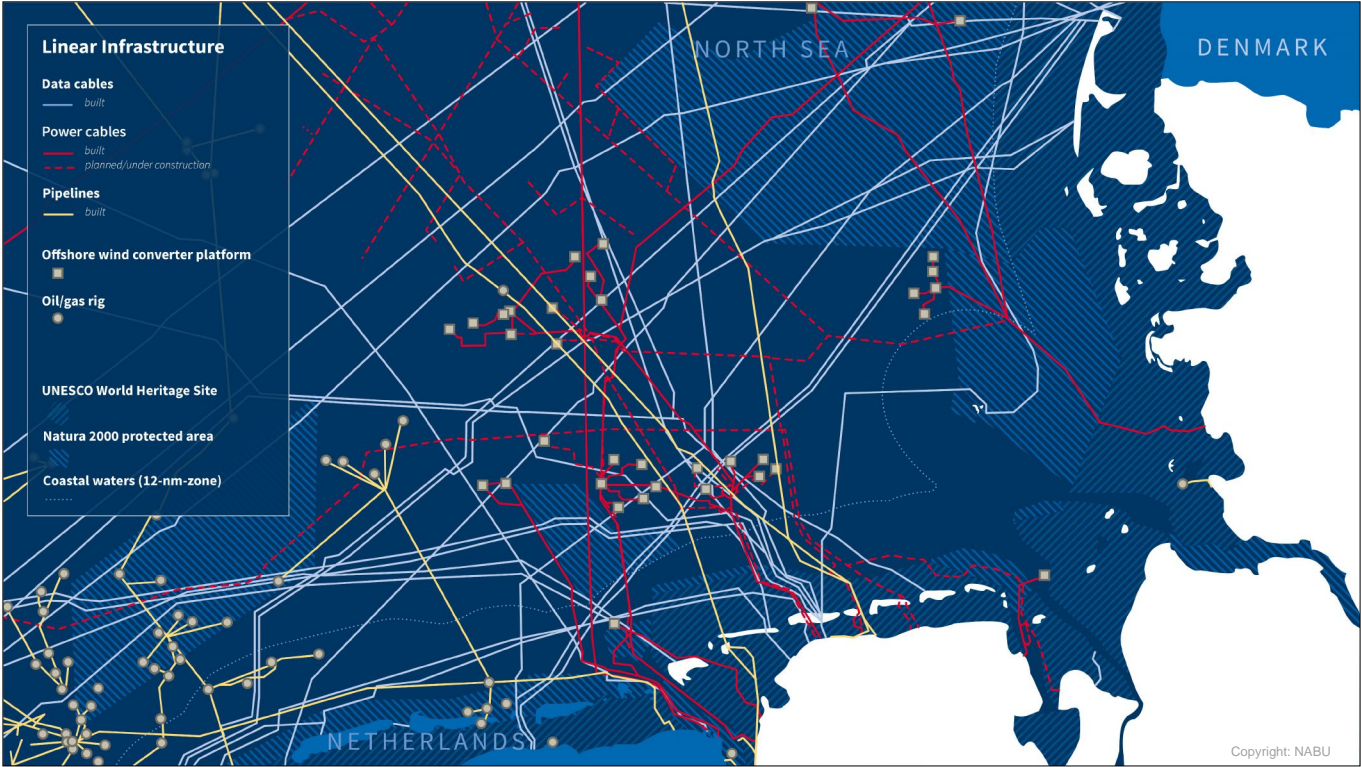 Linear Infrastructure
Data cables
built
Power cables
built
planned/under construction
Pipelines
built
Offshore wind converter platform
Oil/gas rig
UNESCO World Heritage Site
Natura 2000 protected area
Coastal waters (12-nm-zone)
NORTH SEA
DENMARK
NETHERLANDS
Copyright: NABU